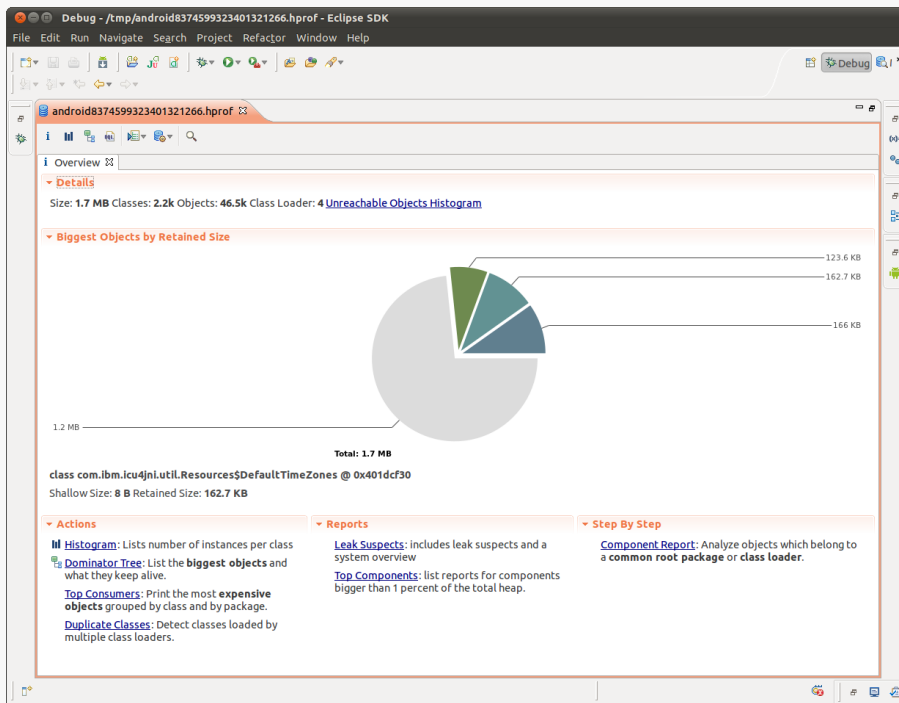 Debug - /tmp/android8374599323401321266.hprof - Eclipse SDK
File Edit Run Navigate Search Project Refactor Window Help
Debug
android8374599323401321266.hprof
i Overview
Details
Size: 1.7 MB Classes: 2.2k Objects: 46.5k Class Loader: 4 Unreachable Objects Histogram
Biggest Objects by Retained Size
123.6 KB
162.7 KB
166 KB
1.2 MB
Total: 1.7 MB
class com.ibm.icu4jni.util.Resources$DefaultTimeZones @ 0x401dcf30
Shallow Size: 8 B Retained Size: 162.7 KB
Actions
Histogram: Lists number of instances per class
Dominator Tree: List the biggest objects and
what they keep alive.
Top Consumers: Print the most expensive
objects grouped by class and by package.
Duplicate Classes: Detect classes loaded by
multiple class loaders.
Reports
Leak Suspects: includes leak suspects and a
system overview
Top Components: list reports for components
bigger than 1 percent of the total heap.
Step By Step
Component Report: Analyze objects which belong to
a common root package or class loader.